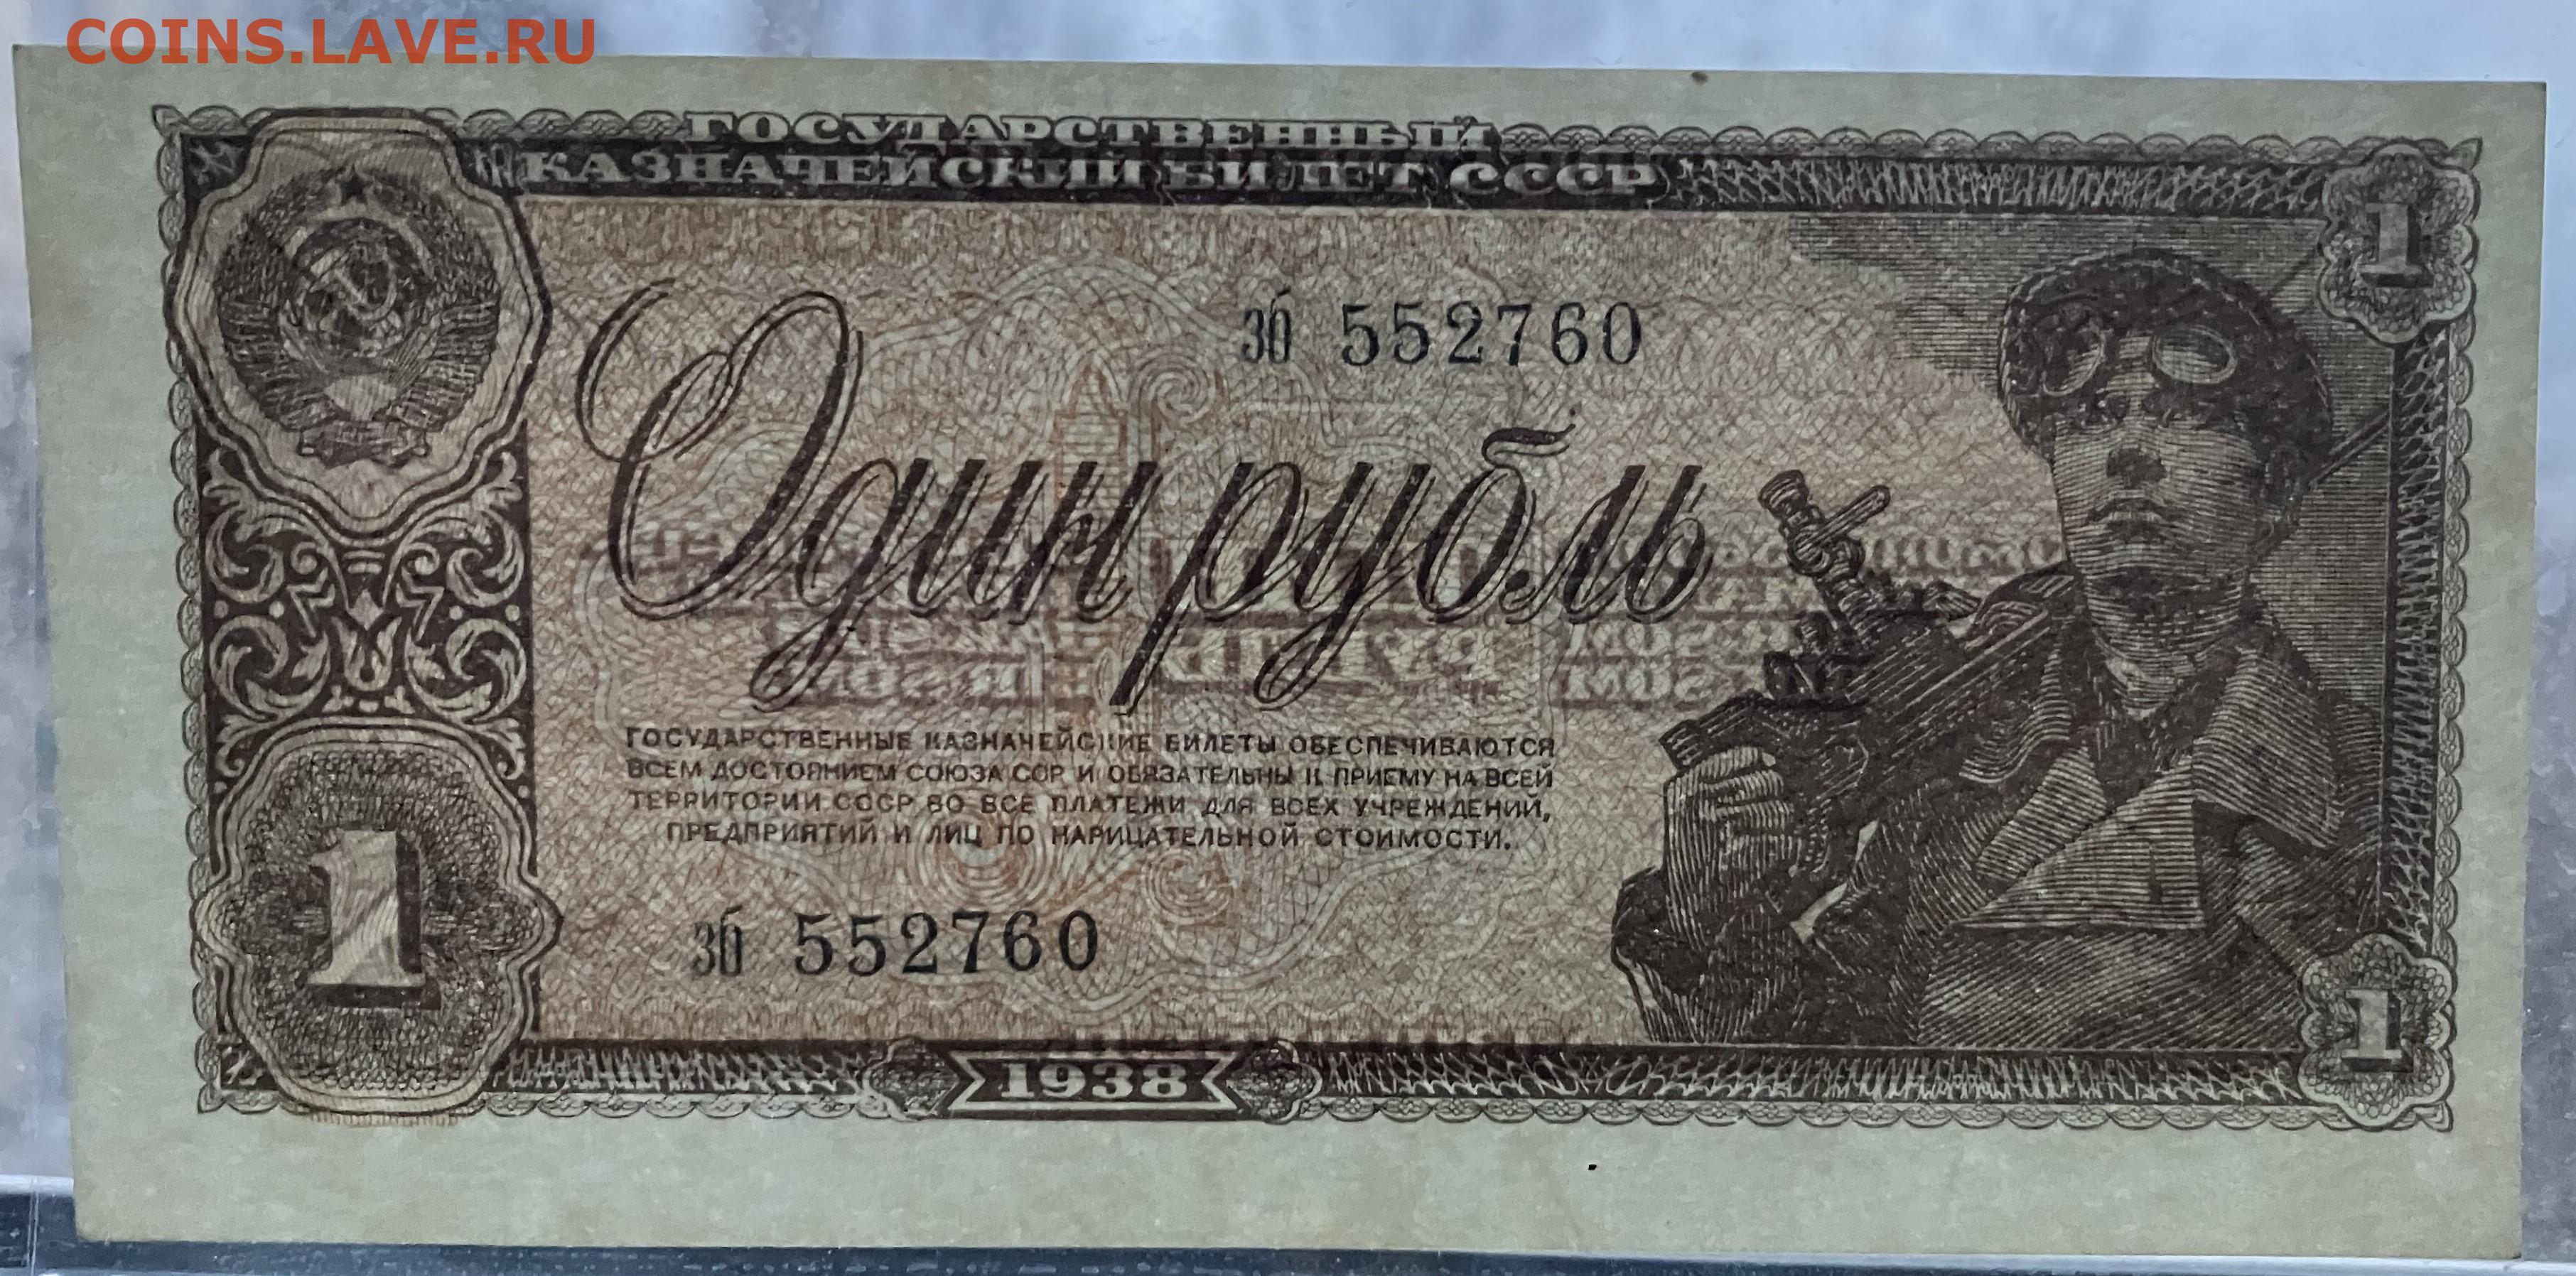 COINS.LAVE.RU
ГОСУДАРСТВЕННЫЙ
КАЗНАЧЕЙСКИЙ БИЛЕТ СССР
1
зб 552760
Один рубль
ГОСУДАРСТВЕННЫЕ КАЗНАЧЕЙСКИЕ БИЛЕТЫ ОБЕСПЕЧИВАЮТСЯ
ВСЕМ ДОСТОЯНИЕМ СОЮЗА ССР И ОБЯЗАТЕЛЬНЫ К ПРИЕМУ НА ВСЕЙ
ТЕРРИТОРИИ СССР ВО ВСЕ ПЛАТЕЖИ ДЛЯ ВСЕХ УЧРЕЖДЕНИЙ,
ПРЕДПРИЯТИЙ И ЛИЦ ПО НАРИЦАТЕЛЬНОЙ СТОИМОСТИ.
1
зб 552760
1
1938